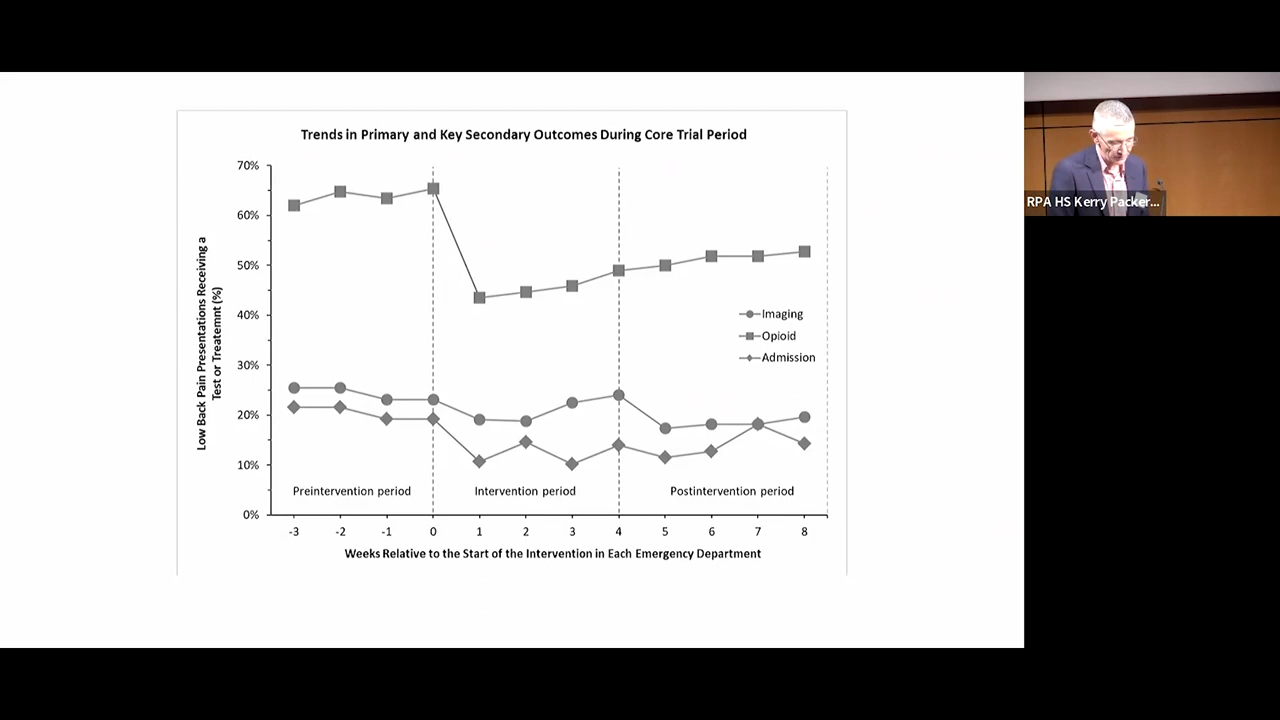 Trends in Primary and Key Secondary Outcomes During Core Trial Period
70%
60%
50%
40%
30%
20%
10%
0%
Low Back Pain Presentations Receiving a
Test or Treatemnt (%)
Imaging
Opioid
Admission
Preintervention period
Intervention period
Postintervention period
-3 -2 -1 0 1 2 3 4 5 6 7 8
Weeks Relative to the Start of the Intervention in Each Emergency Department
RPA HS Kerry Packer...